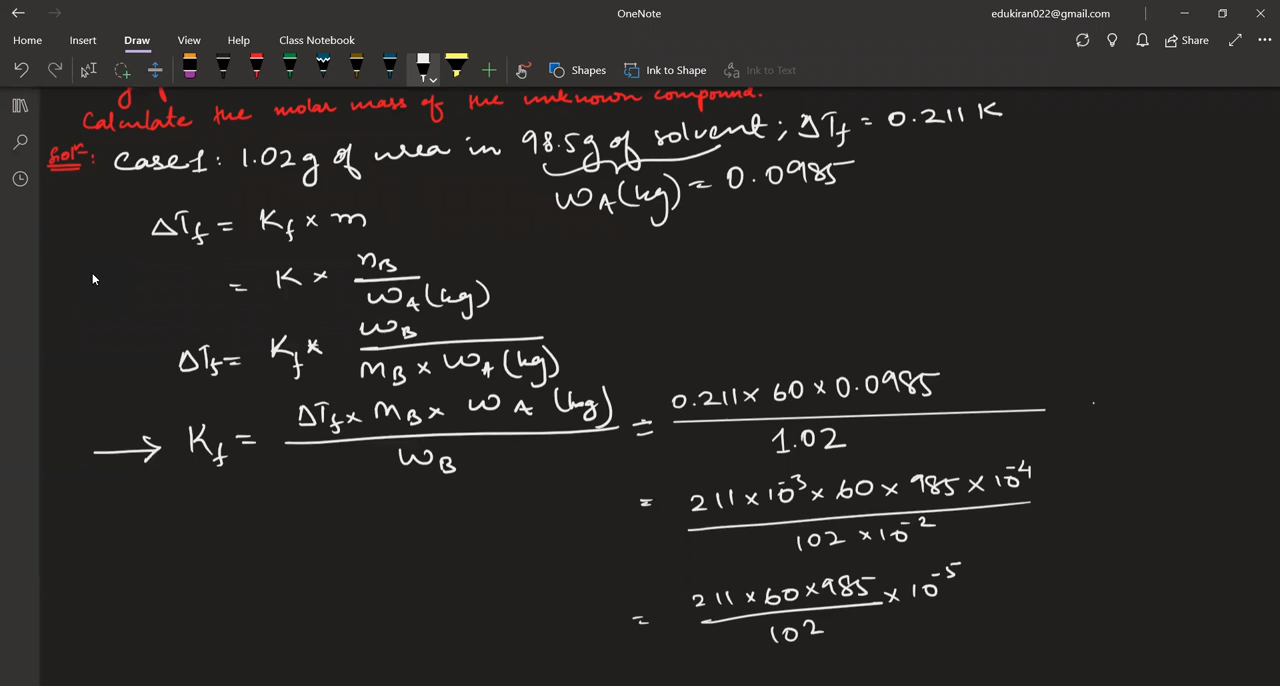 OneNote
edukiran022@gmail.com
Home Insert Draw View Help Class Notebook
Share
Shapes Ink to Shape Ink to Text
Calculate the molar mass of the unknown compound.
Soln: Case 1: 1.02g of urea in 98.5g of solvent; ΔTf = 0.211 K
wA(kg) = 0.0985
ΔTf = Kf × m
= K × nB / wA(kg)
ΔTf = Kf × wB / MB × wA(kg)
→ Kf = ΔTf × MB × wA (kg) / wB = 0.211 × 60 × 0.0985 / 1.02
= 211 × 10^-3 × 60 × 985 × 10^-4 / 102 × 10^-2
= 211 × 60 × 985 / 102 × 10^-5